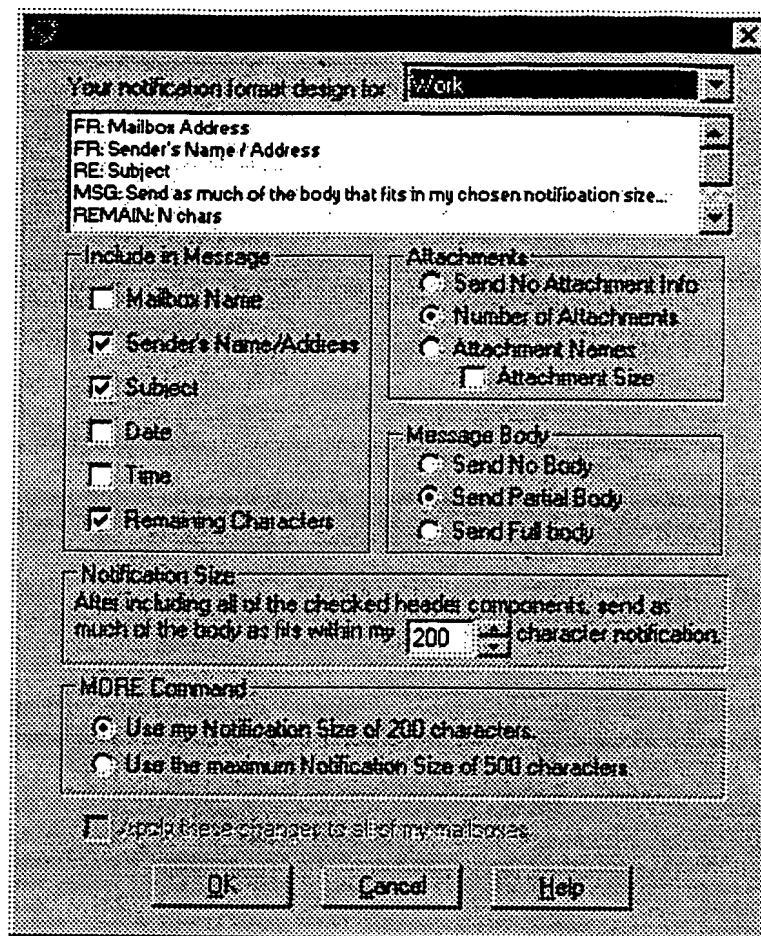 Your notification format design for Work
FR: Mailbox Address
FR: Sender's Name / Address
RE: Subject
MSG: Send as much of the body that fits in my chosen notification size...
REMAIN: N chars
Include in Message
Mailbox Name
Sender's Name/Address
Subject
Date
Time
Remaining Characters
Attachments
Send No Attachment Info
Number of Attachments
Attachment Names
Attachment Size
Message Body
Send No Body
Send Partial Body
Send Full body
Notification Size
After including all of the checked header components, send as
much of the body as fits within my 200 character notification.
MORE Command
Use my Notification Size of 200 characters.
Use the maximum Notification Size of 500 characters
Apply these changes to all of my mailboxes
OK
Cancel
Help